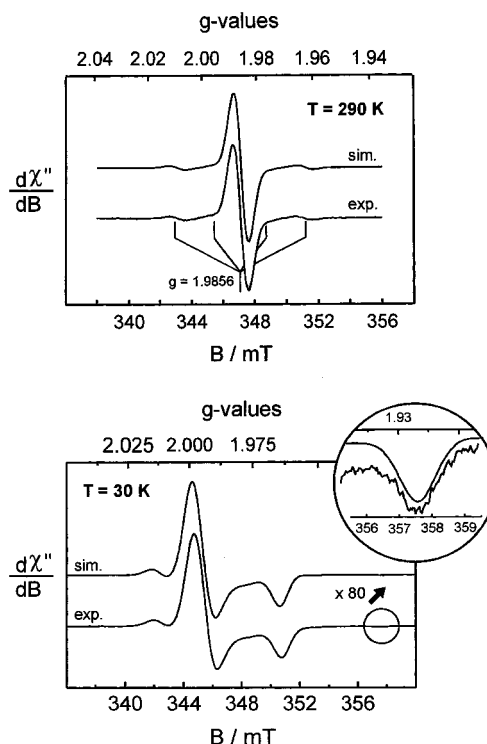 g-values
2.04 2.02 2.00 1.98 1.96 1.94
T = 290 K
sim.
dχ"
dB
exp.
g = 1.9856
340 344 348 352 356
B / mT
g-values
2.025 2.000 1.975
1.93
356 357 358 359
T = 30 K
dχ"
dB
sim.
x 80
exp.
340 344 348 352 356
B / mT